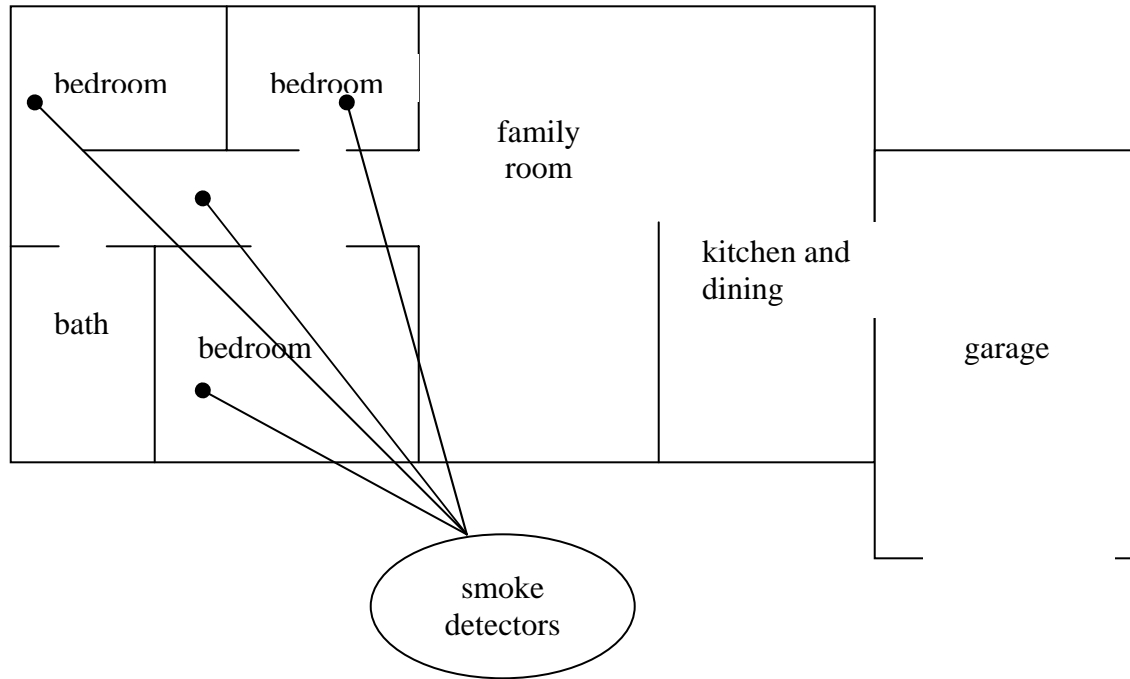 bedroom
bedroom
family
room
kitchen and
dining
bath
bedroom
garage
smoke
detectors